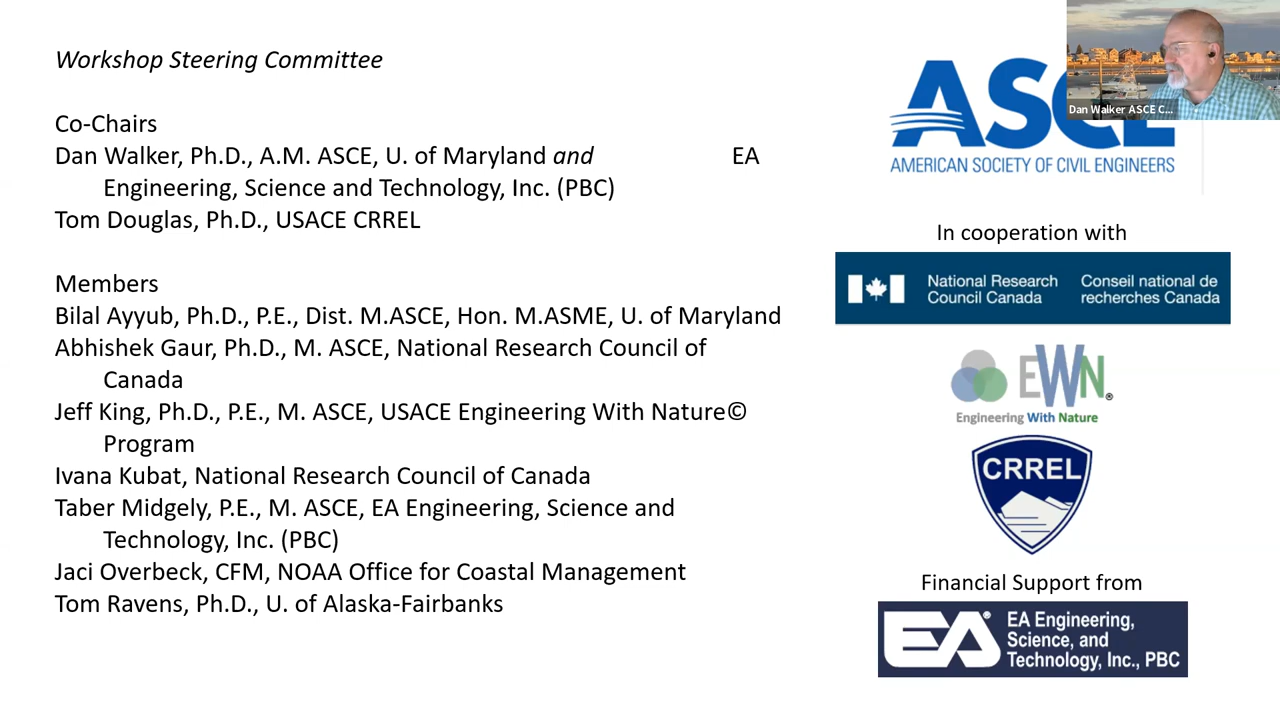 Workshop Steering Committee
Co-Chairs
Dan Walker, Ph.D., A.M. ASCE, U. of Maryland and EA
Engineering, Science and Technology, Inc. (PBC)
Tom Douglas, Ph.D., USACE CRREL
Members
Bilal Ayyub, Ph.D., P.E., Dist. M.ASCE, Hon. M.ASME, U. of Maryland
Abhishek Gaur, Ph.D., M. ASCE, National Research Council of
Canada
Jeff King, Ph.D., P.E., M. ASCE, USACE Engineering With Nature©
Program
Ivana Kubat, National Research Council of Canada
Taber Midgely, P.E., M. ASCE, EA Engineering, Science and
Technology, Inc. (PBC)
Jaci Overbeck, CFM, NOAA Office for Coastal Management
Tom Ravens, Ph.D., U. of Alaska-Fairbanks
Dan Walker ASCE C...
ASCE
AMERICAN SOCIETY OF CIVIL ENGINEERS
In cooperation with
National Research Conseil national de
Council Canada recherches Canada
EWN®
Engineering With Nature
CRREL
Financial Support from
EA®
EA Engineering,
Science, and
Technology, Inc., PBC